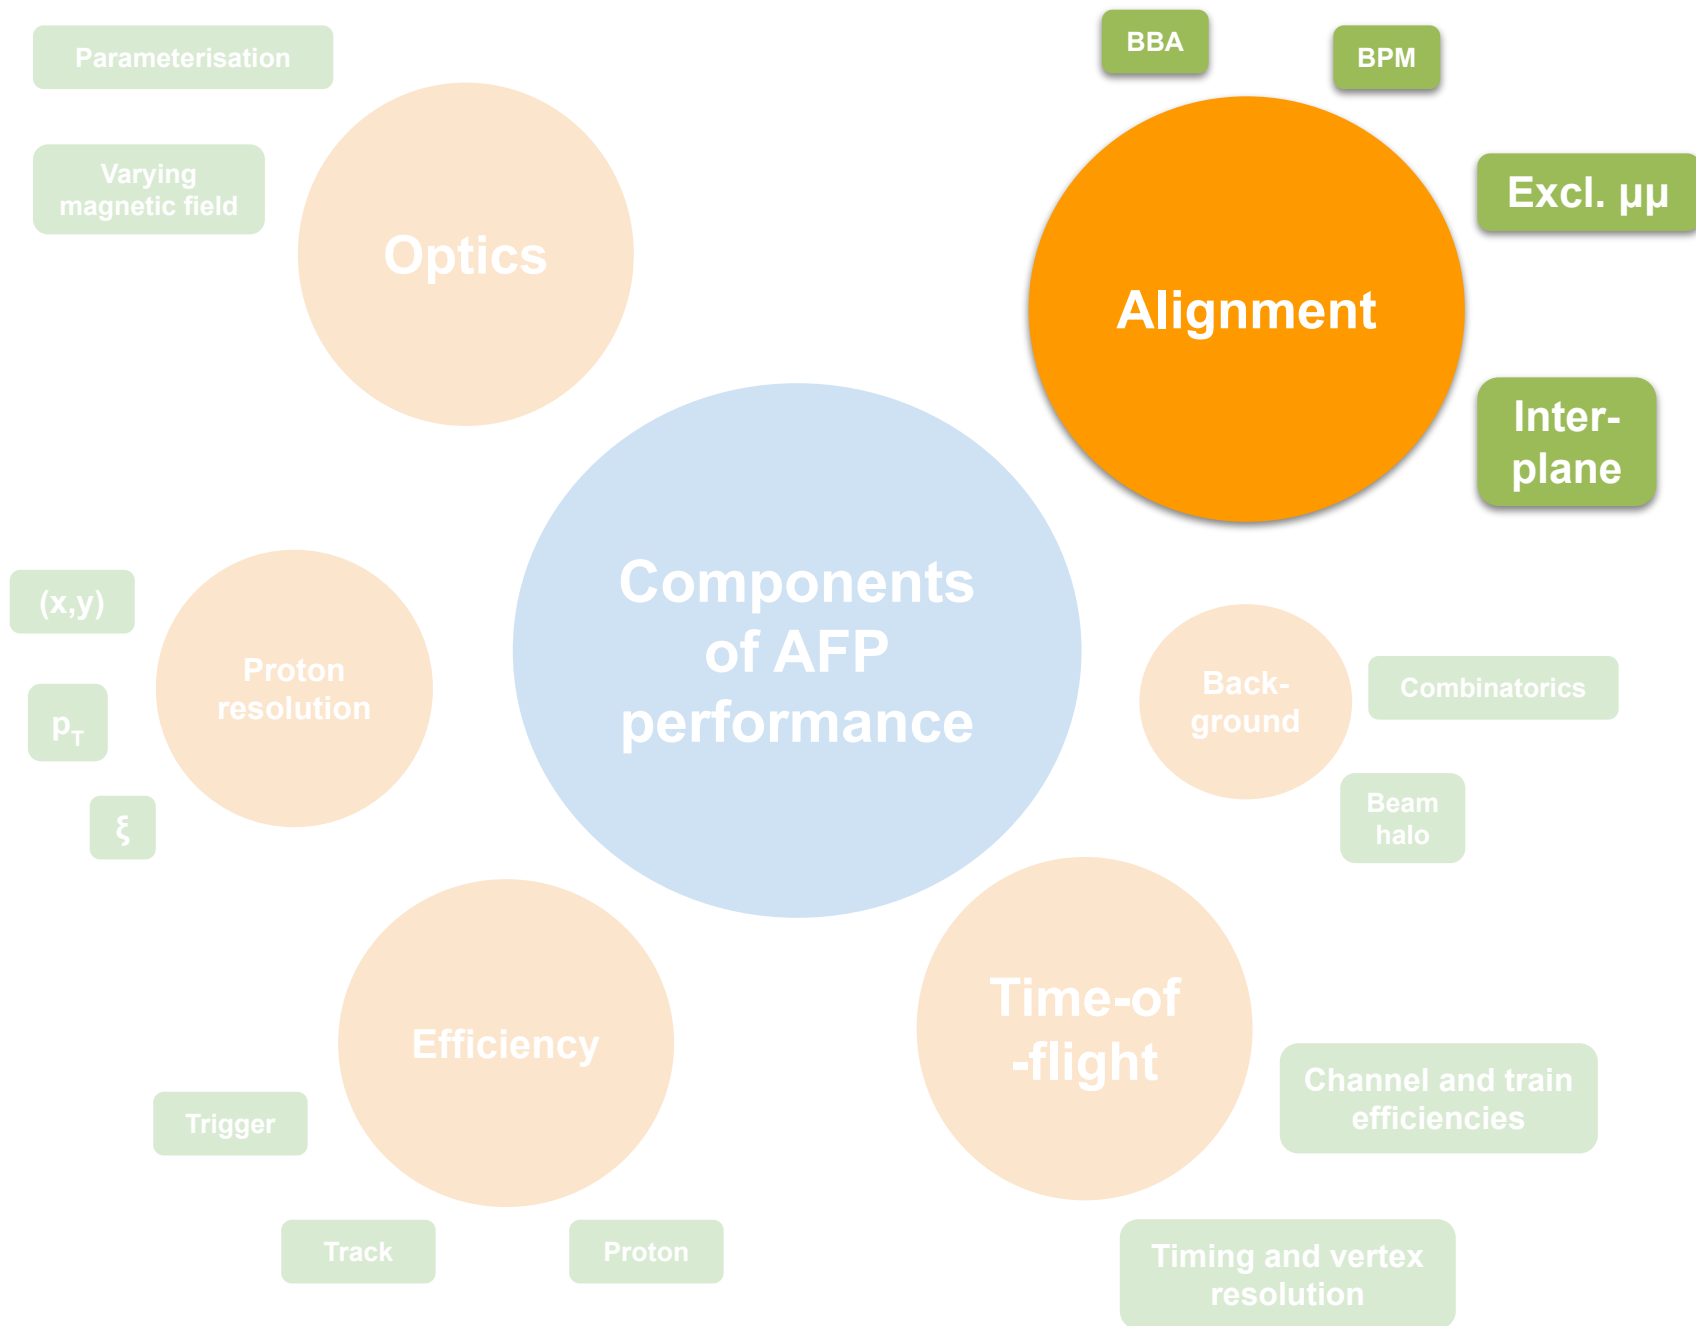 Parameterisation
Varying
magnetic field
Optics
BBA
BPM
Excl. µµ
Alignment
Inter-
plane
Components
of AFP
performance
(x,y)
pT
ξ
Proton
resolution
Back-
ground
Combinatorics
Beam
halo
Efficiency
Trigger
Track
Proton
Time-of
-flight
Channel and train
efficiencies
Timing and vertex
resolution